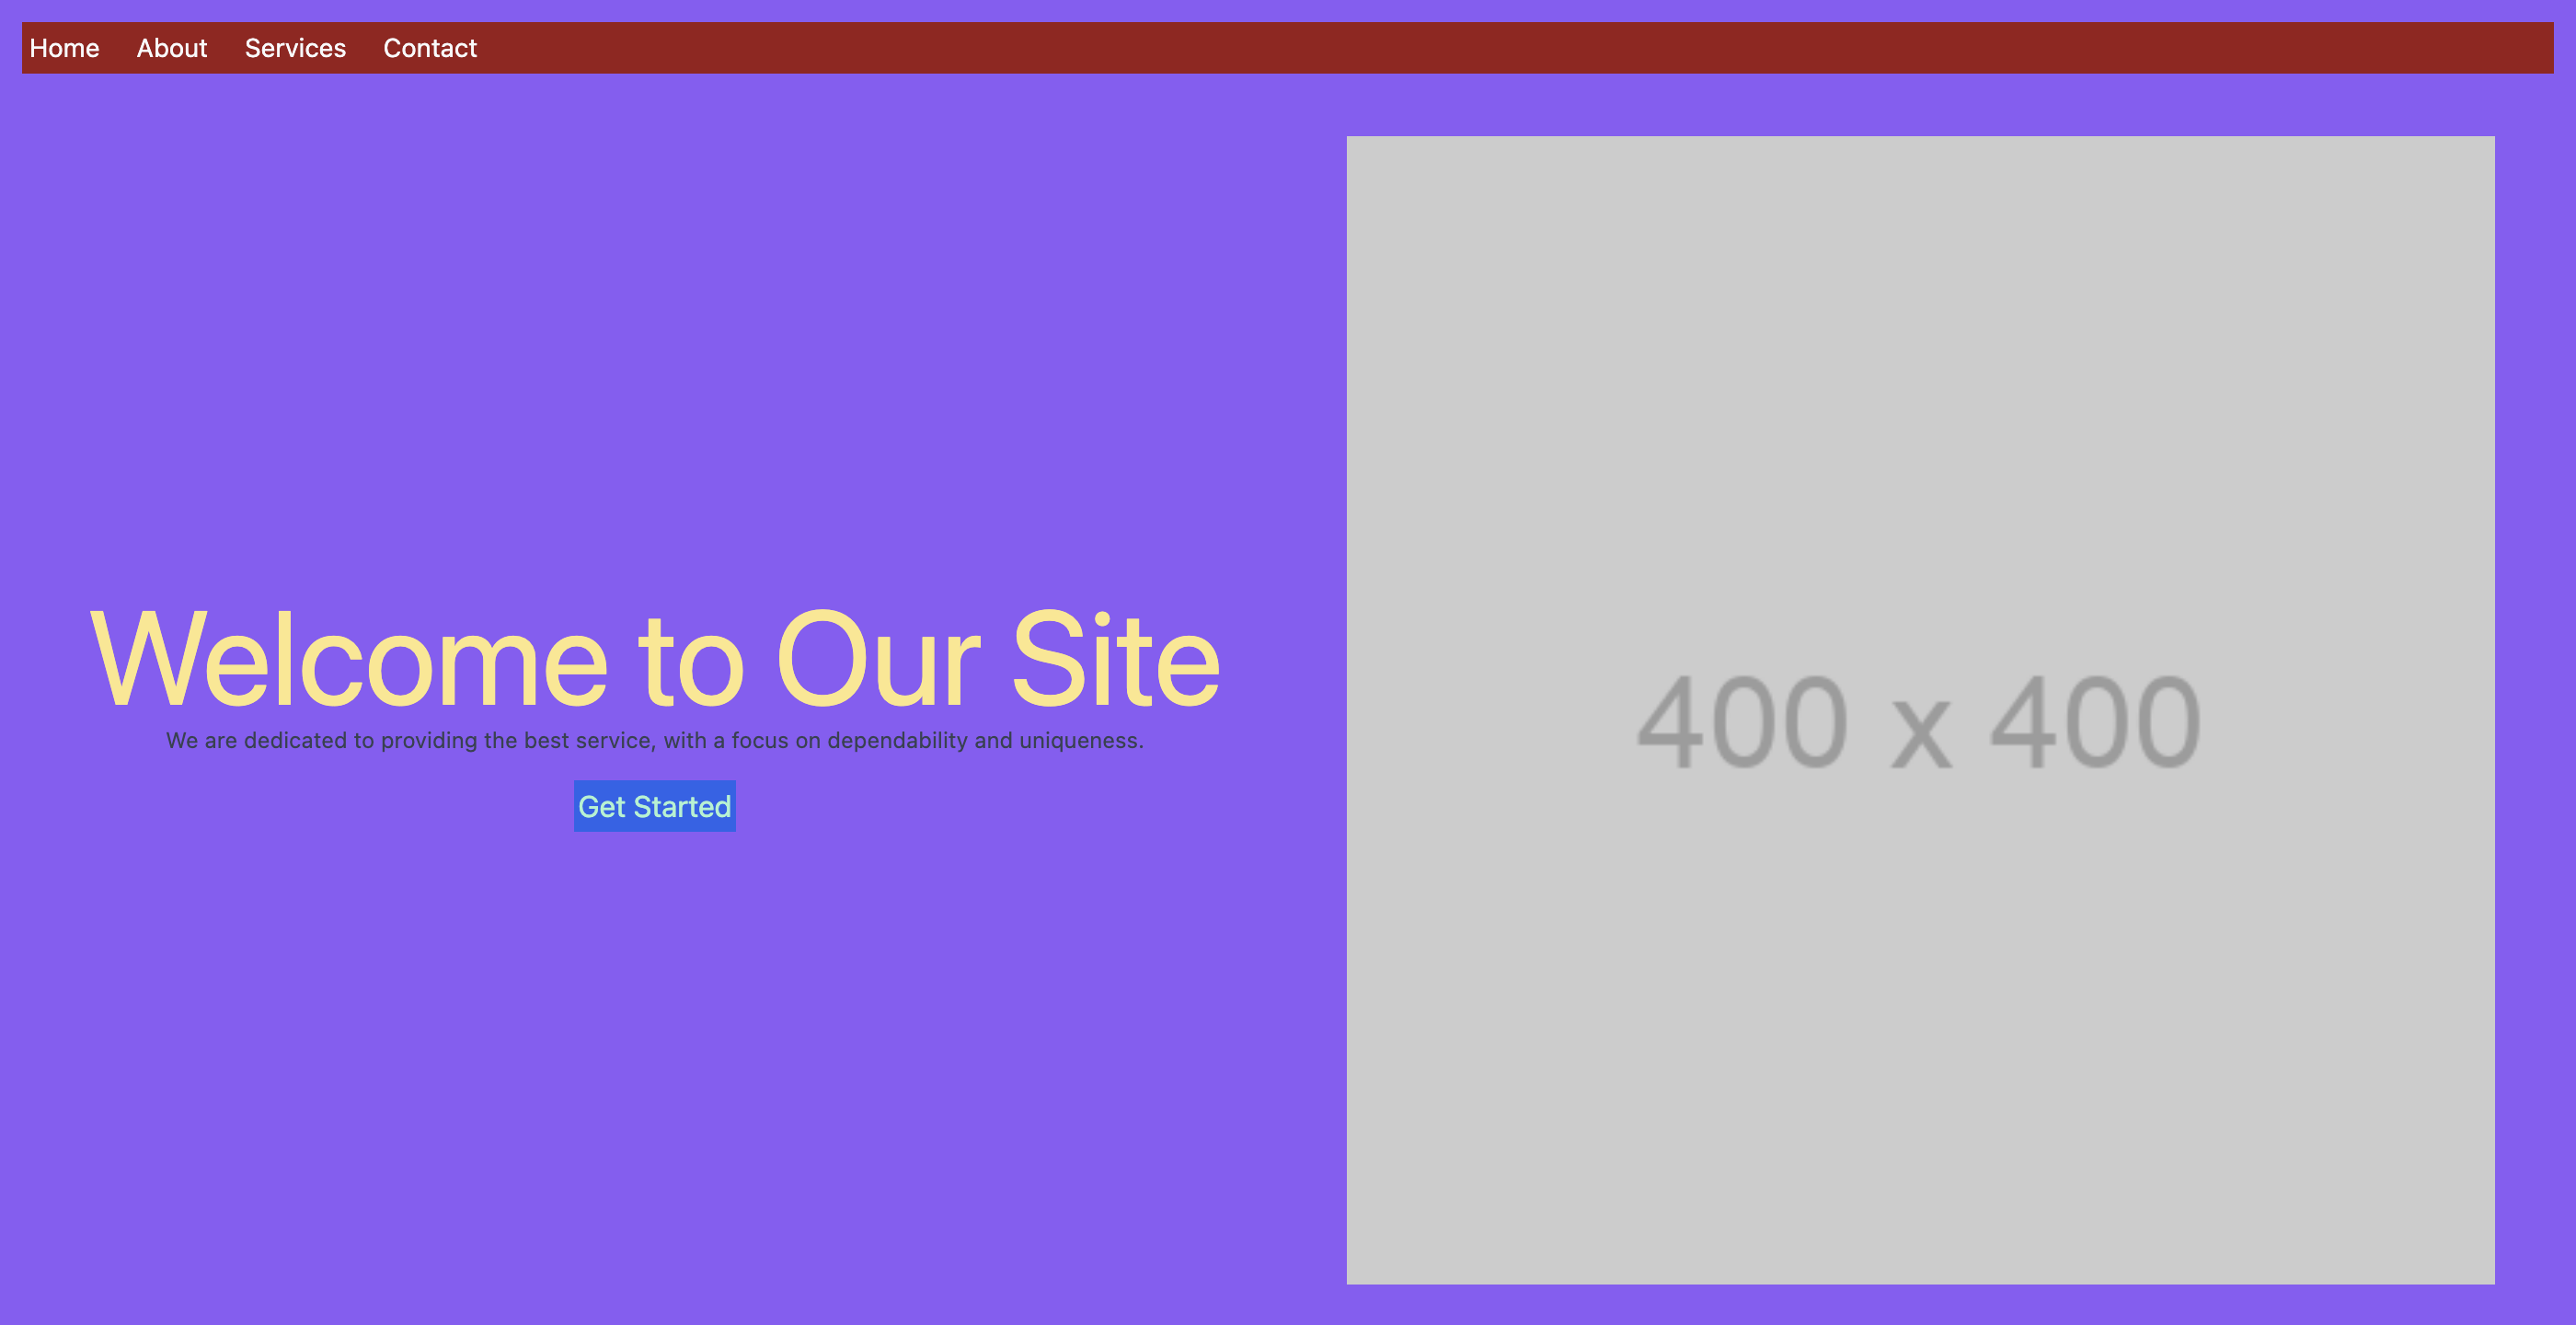 Home About Services Contact
Welcome to Our Site
We are dedicated to providing the best service, with a focus on dependability and uniqueness.
Get Started
400 x 400